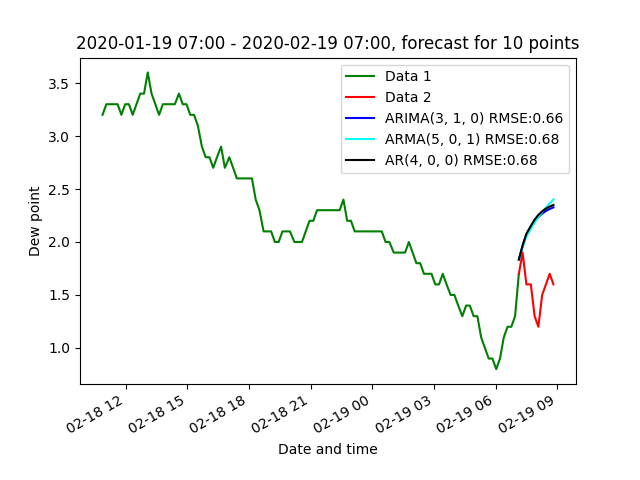 2020-01-19 07:00 - 2020-02-19 07:00, forecast for 10 points
Data 1
Data 2
ARIMA(3, 1, 0) RMSE:0.66
ARMA(5, 0, 1) RMSE:0.68
AR(4, 0, 0) RMSE:0.68
Dew point
3.5
3.0
2.5
2.0
1.5
1.0
02-18 12
02-18 15
02-18 18
02-18 21
02-19 00
02-19 03
02-19 06
02-19 09
Date and time